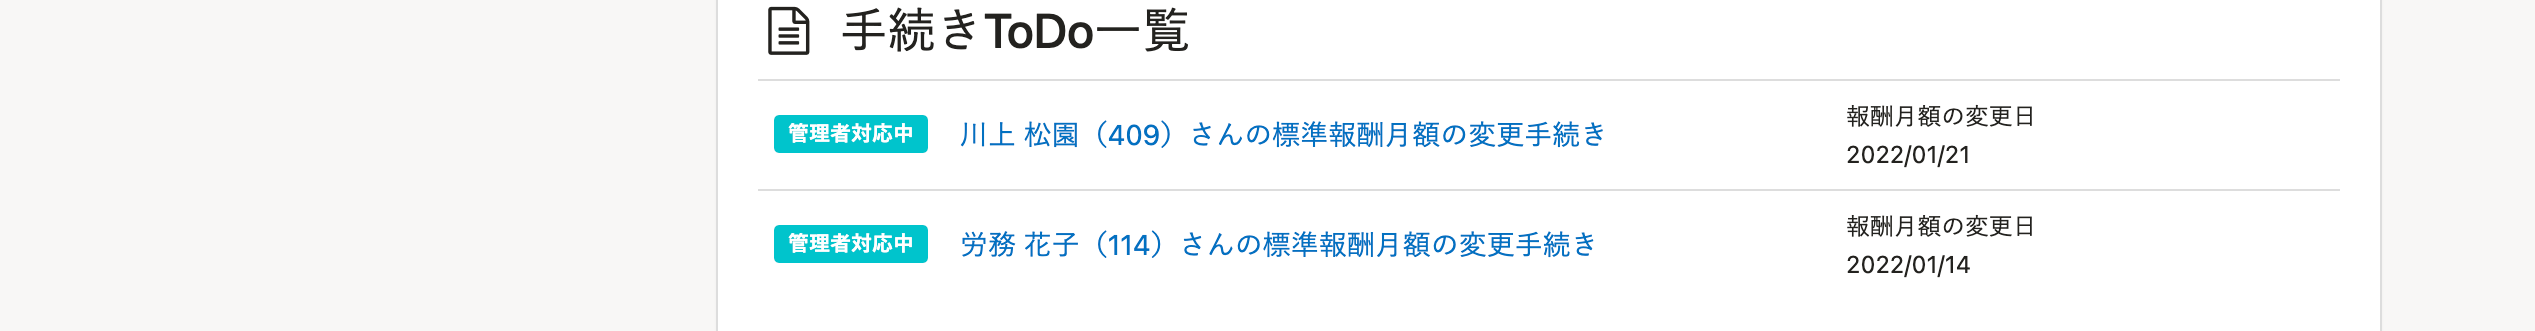 手続きToDo一覧
管理者対応中 川上 松園（409）さんの標準報酬月額の変更手続き 報酬月額の変更日
2022/01/21
管理者対応中 労務 花子（114）さんの標準報酬月額の変更手続き 報酬月額の変更日
2022/01/14